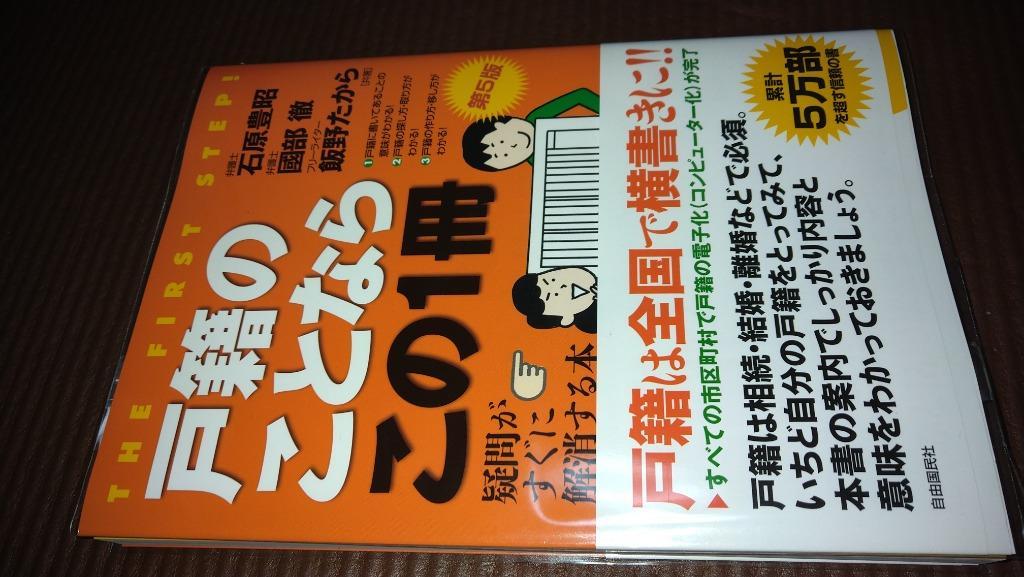 THE FIRST STEP!
戸籍の
ことなら
この1冊
弁護士
石原豊昭
弁護士
國部 徹
フリーライター
飯野たから
[共著]
1戸籍に書いてあることの
意味がわかる!
2戸籍の探し方・取り方が
わかる!
3戸籍の作り方・移し方が
わかる!
第5版
疑問が
すぐに
解消する本
戸籍は全国で横書きに!!
▶すべての市区町村で戸籍の電子化(コンピューター化)が完了
戸籍は相続・結婚・離婚などで必須。
いちど自分の戸籍をとってみて、
本書の案内でしっかり内容と
意味をわかっておきましょう。
累計
5万部
を超す信頼の書
自由国民社